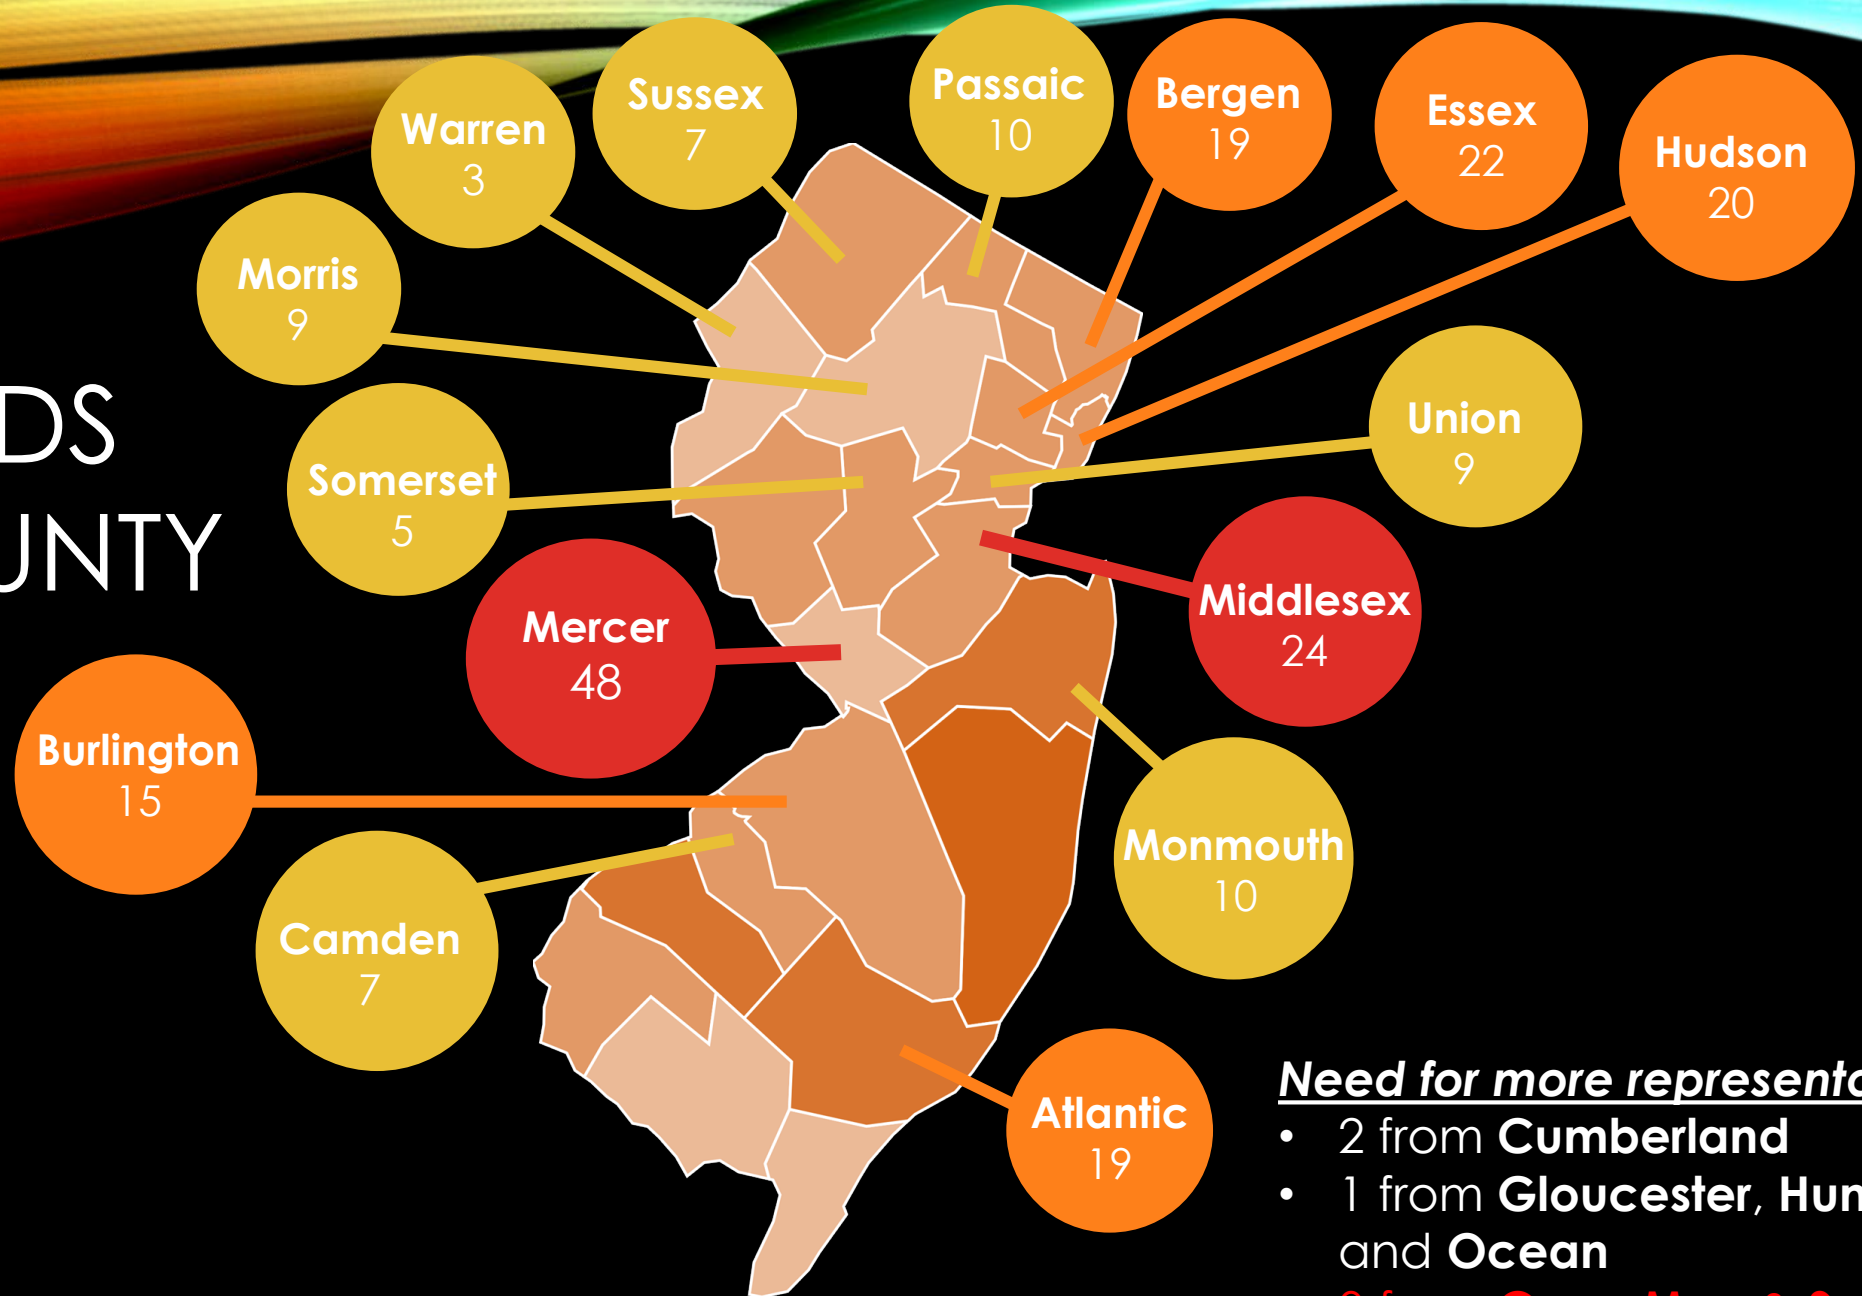 Sussex
7
Passaic
10
Bergen
19
Essex
22
Hudson
20
Warren
3
Morris
9
DS
UNTY
Union
9
Somerset
5
Middlesex
24
Mercer
48
Burlington
15
Monmouth
10
Camden
7
Atlantic
19
Need for more
• 2 from Cumberland
• 1 from Gloucester,
and Ocean